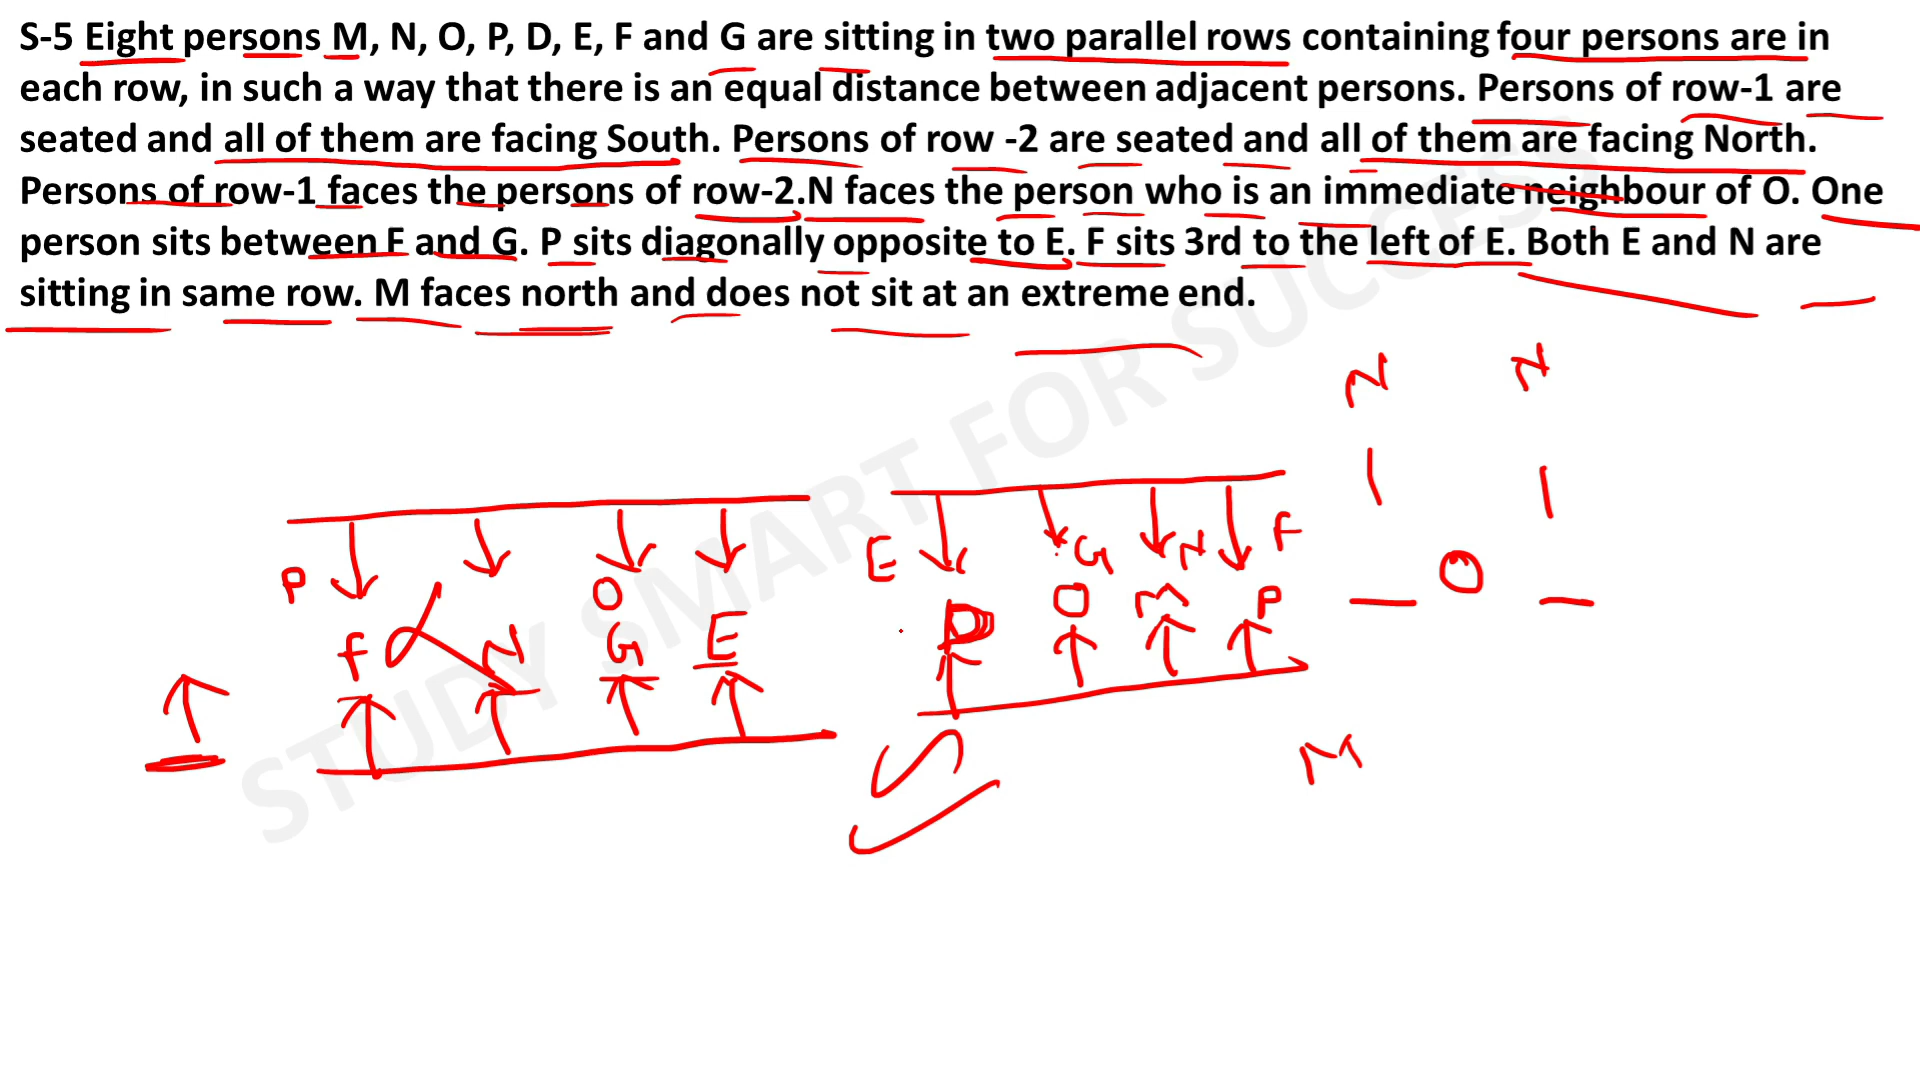 S-5 Eight persons M, N, O, P, D, E, F and G are sitting in two parallel rows containing four persons are in
each row, in such a way that there is an equal distance between adjacent persons. Persons of row-1 are
seated and all of them are facing South. Persons of row -2 are seated and all of them are facing North.
Persons of row-1 faces the persons of row-2.N faces the person who is an immediate neighbour of O. One
person sits between F and G. P sits diagonally opposite to E. F sits 3rd to the left of E. Both E and N are
sitting in same row. M faces north and does not sit at an extreme end.
STUDY SMART FOR SUCCESS
N N
E G N F
P O O M P O
f N G E D
M